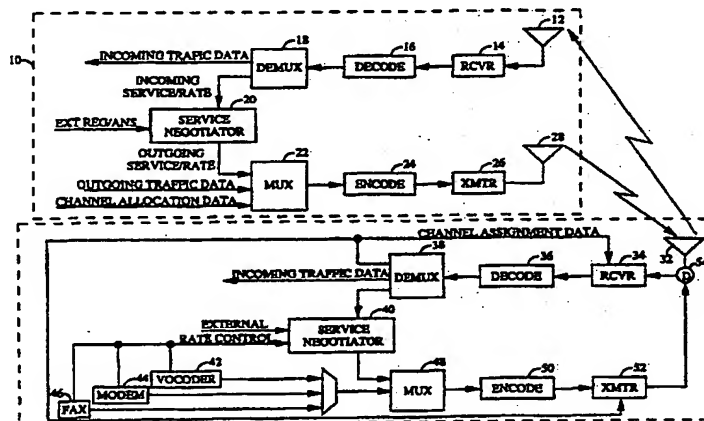 12
18
16
14
INCOMING TRAFIC DATA
DEMUX
DECODE
RCVR
10
INCOMING
SERVICE/RATE
20
EXT REG/ANS
SERVICE
NEGOTIATOR
28
OUTGOING
SERVICE/RATE
22
24
26
OUTGOING TRAFFIC DATA
MUX
ENCODE
XMTR
CHANNEL ALLOCATION DATA
CHANNEL ASSIGNMENT DATA
38
36
34
32
INCOMING TRAFFIC DATA
DEMUX
DECODE
RCVR
D
54
40
EXTERNAL
RATE CONTROL
SERVICE
NEGOTIATOR
42
44
46
VOCODER
MODEM
FAX
48
50
52
MUX
ENCODE
XMTR